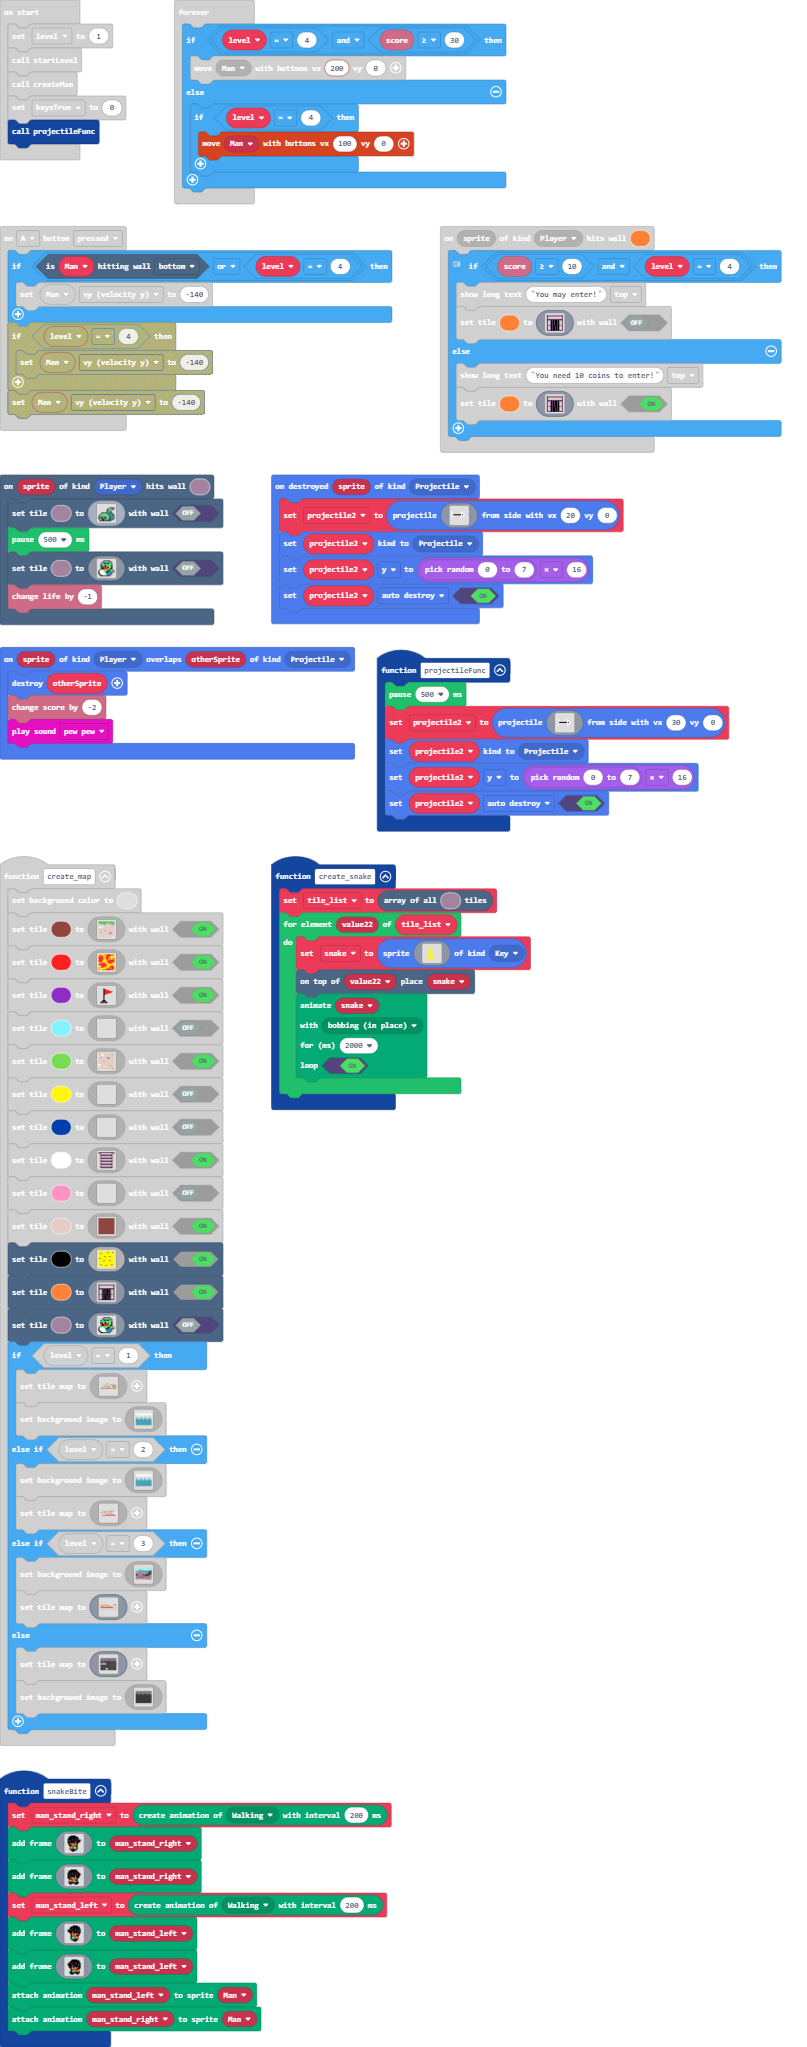 on start
set level to 1
call startLevel
call createMan
set keysTrue to 0
call projectileFunc
forever
if level = 4 and score ≥ 30 then
move Man with buttons vx 200 vy 0
else
if level = 4 then
move Man with buttons vx 100 vy 0
on A button pressed
if is Man hitting wall bottom or level = 4 then
set Man vy (velocity y) to -140
if level = 4 then
set Man vy (velocity y) to -140
set Man vy (velocity y) to -140
on sprite of kind Player hits wall
if score ≥ 10 and level = 4 then
show long text "You may enter!" top
set tile to with wall OFF
else
show long text "You need 10 coins to enter!" top
set tile to with wall ON
on sprite of kind Player hits wall
set tile to with wall OFF
pause 500 ms
set tile to with wall OFF
change life by -1
on destroyed sprite of kind Projectile
set projectile2 to projectile from side with vx 20 vy 0
set projectile2 kind to Projectile
set projectile2 y to pick random 0 to 7 × 16
set projectile2 auto destroy ON
on sprite of kind Player overlaps otherSprite of kind Projectile
destroy otherSprite
change score by -2
play sound pew pew
function projectileFunc
pause 500 ms
set projectile2 to projectile from side with vx 30 vy 0
set projectile2 kind to Projectile
set projectile2 y to pick random 0 to 7 × 16
set projectile2 auto destroy ON
function create_map
set background color to
set tile to with wall ON
set tile to with wall ON
set tile to with wall ON
set tile to with wall OFF
set tile to with wall ON
set tile to with wall OFF
set tile to with wall OFF
set tile to with wall ON
set tile to with wall OFF
set tile to with wall ON
set tile to with wall ON
set tile to with wall ON
set tile to with wall OFF
if level = 1 then
set tile map to
set background image to
else if level = 2 then
set background image to
set tile map to
else if level = 3 then
set background image to
set tile map to
else
set tile map to
set background image to
function create_snake
set tile_list to array of all tiles
for element value22 of tile_list
do
set snake to sprite of kind Key
on top of value22 place snake
animate snake
with bobbing (in place)
for (ms) 2000
loop ON
function snakeBite
set man_stand_right to create animation of Walking with interval 200 ms
add frame to man_stand_right
add frame to man_stand_right
set man_stand_left to create animation of Walking with interval 200 ms
add frame to man_stand_left
add frame to man_stand_left
attach animation man_stand_left to sprite Man
attach animation man_stand_right to sprite Man